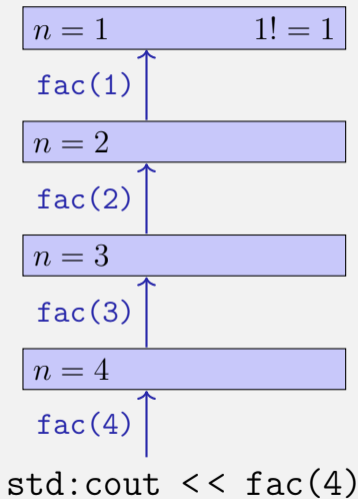 n = 1 1! = 1
fac(1)
n = 2
fac(2)
n = 3
fac(3)
n = 4
fac(4)
std:cout << fac(4)